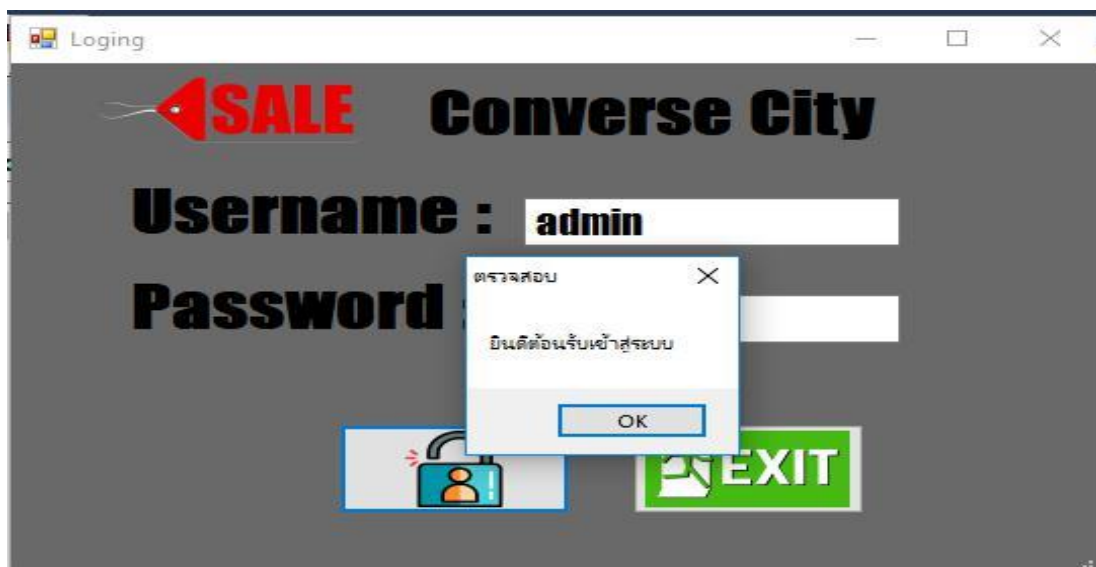 Loging
SALE Converse City
Username : admin
ตรวจสอบ
Password :
ยินดีต้อนรับเข้าสู่ระบบ
OK
EXIT